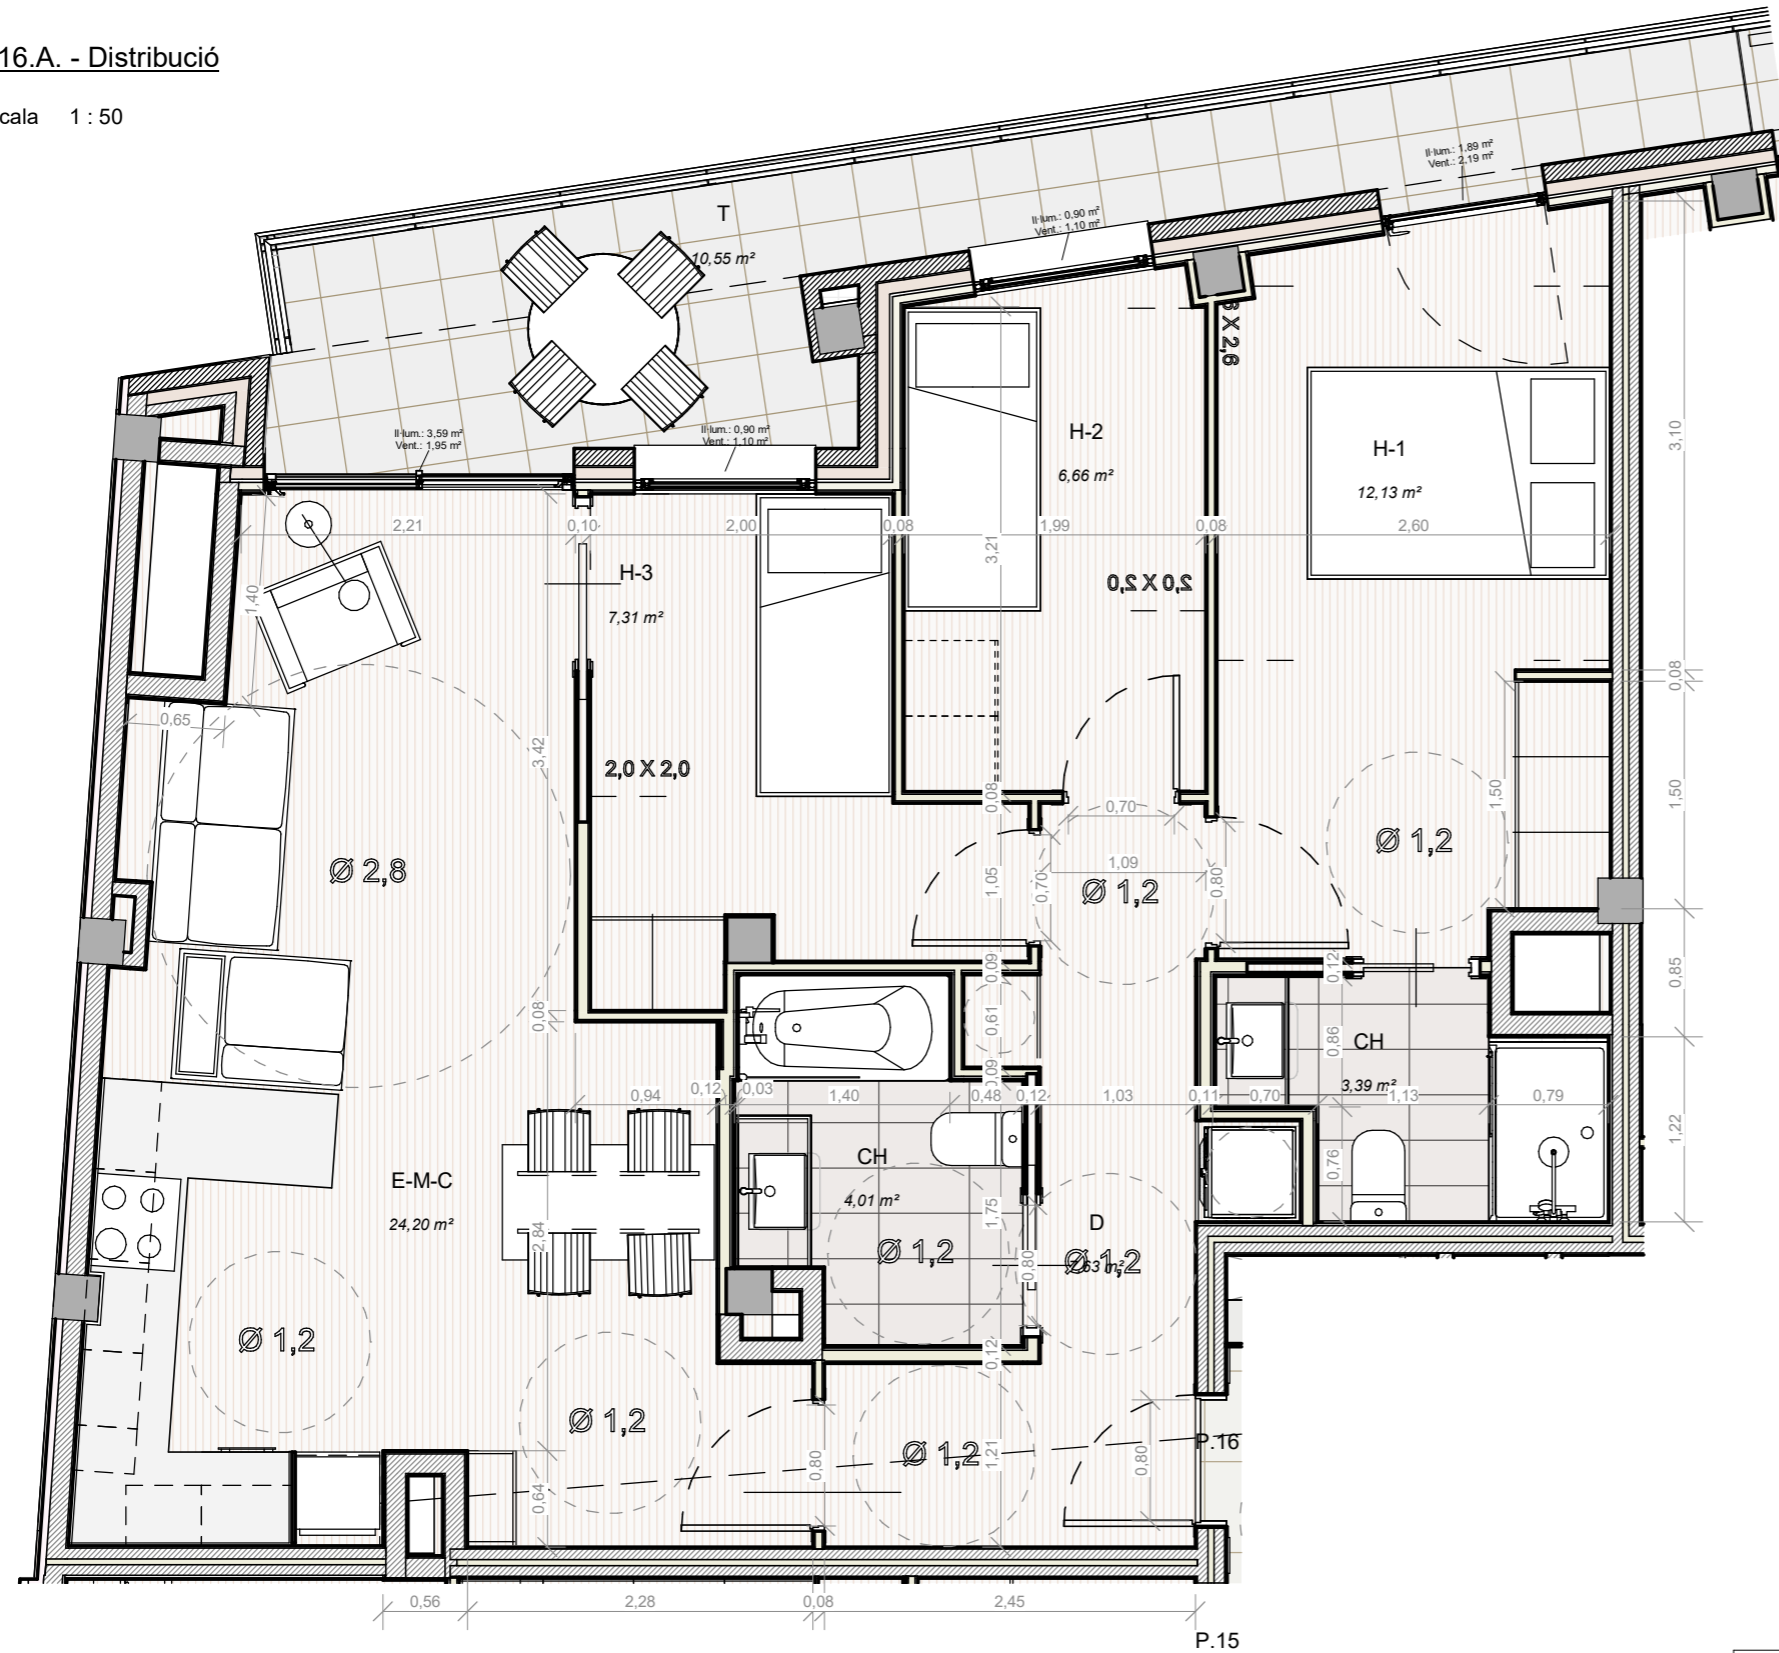 16.A. - Distribució
cala 1 : 50
Il·lum.: 1,89 m²
Vent.: 2,19 m²
T
10,55 m²
Il·lum.: 0,90 m²
Vent.: 1,10 m²
X 2,6
Il·lum.: 3,59 m²
Vent.: 1,95 m²
Il·lum.: 0,90 m²
Vent.: 1,10 m²
H-2
6,66 m²
H-1
12,13 m²
3,10
2,21
0,10
2,00
0,08
1,99
0,08
2,60
3,21
H-3
7,31 m²
2,0 X 2,0
1,40
0,08
0,65
3,42
2,0 X 2,0
0,08
0,70
1,50
1,50
Ø 2,8
1,09
Ø 1,2
Ø 1,2
1,05
0,70
0,80
0,09
0,12
0,85
0,08
0,61
0,86
CH
3,39 m²
0,09
0,94
0,12
0,03
1,40
0,48
0,12
1,03
0,11
0,70
1,13
0,79
1,22
CH
4,01 m²
0,76
E-M-C
24,20 m²
2,84
1,75
D
Ø 1,2
Ø 1,2
63 m²
0,80
Ø 1,2
0,12
Ø 1,2
Ø 1,2
1,21
P.16
0,80
0,80
0,64
0,56
2,28
0,08
2,45
P.15